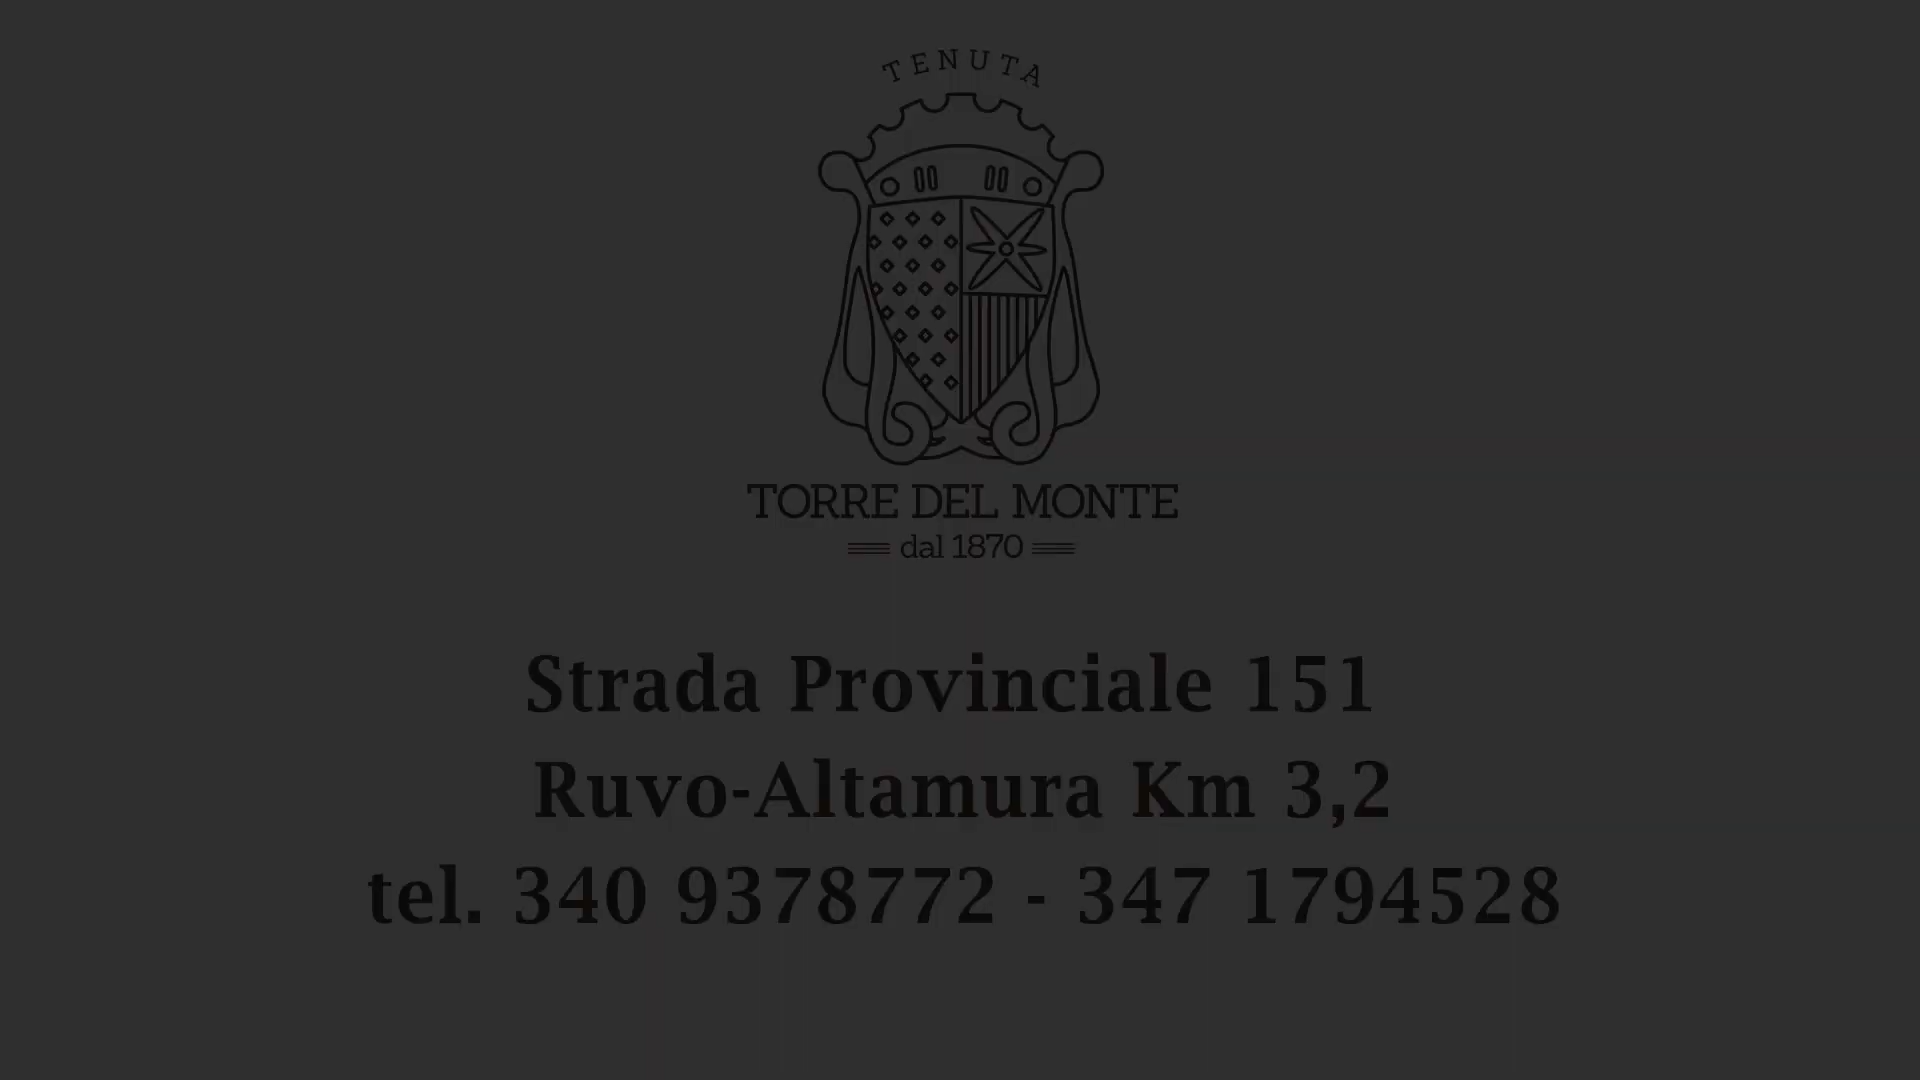 TENUTA
TORRE DEL MONTE
dal 1870
Strada Provinciale 151
Ruvo-Altamura Km 3,2
tel. 340 9378772 - 347 1794528